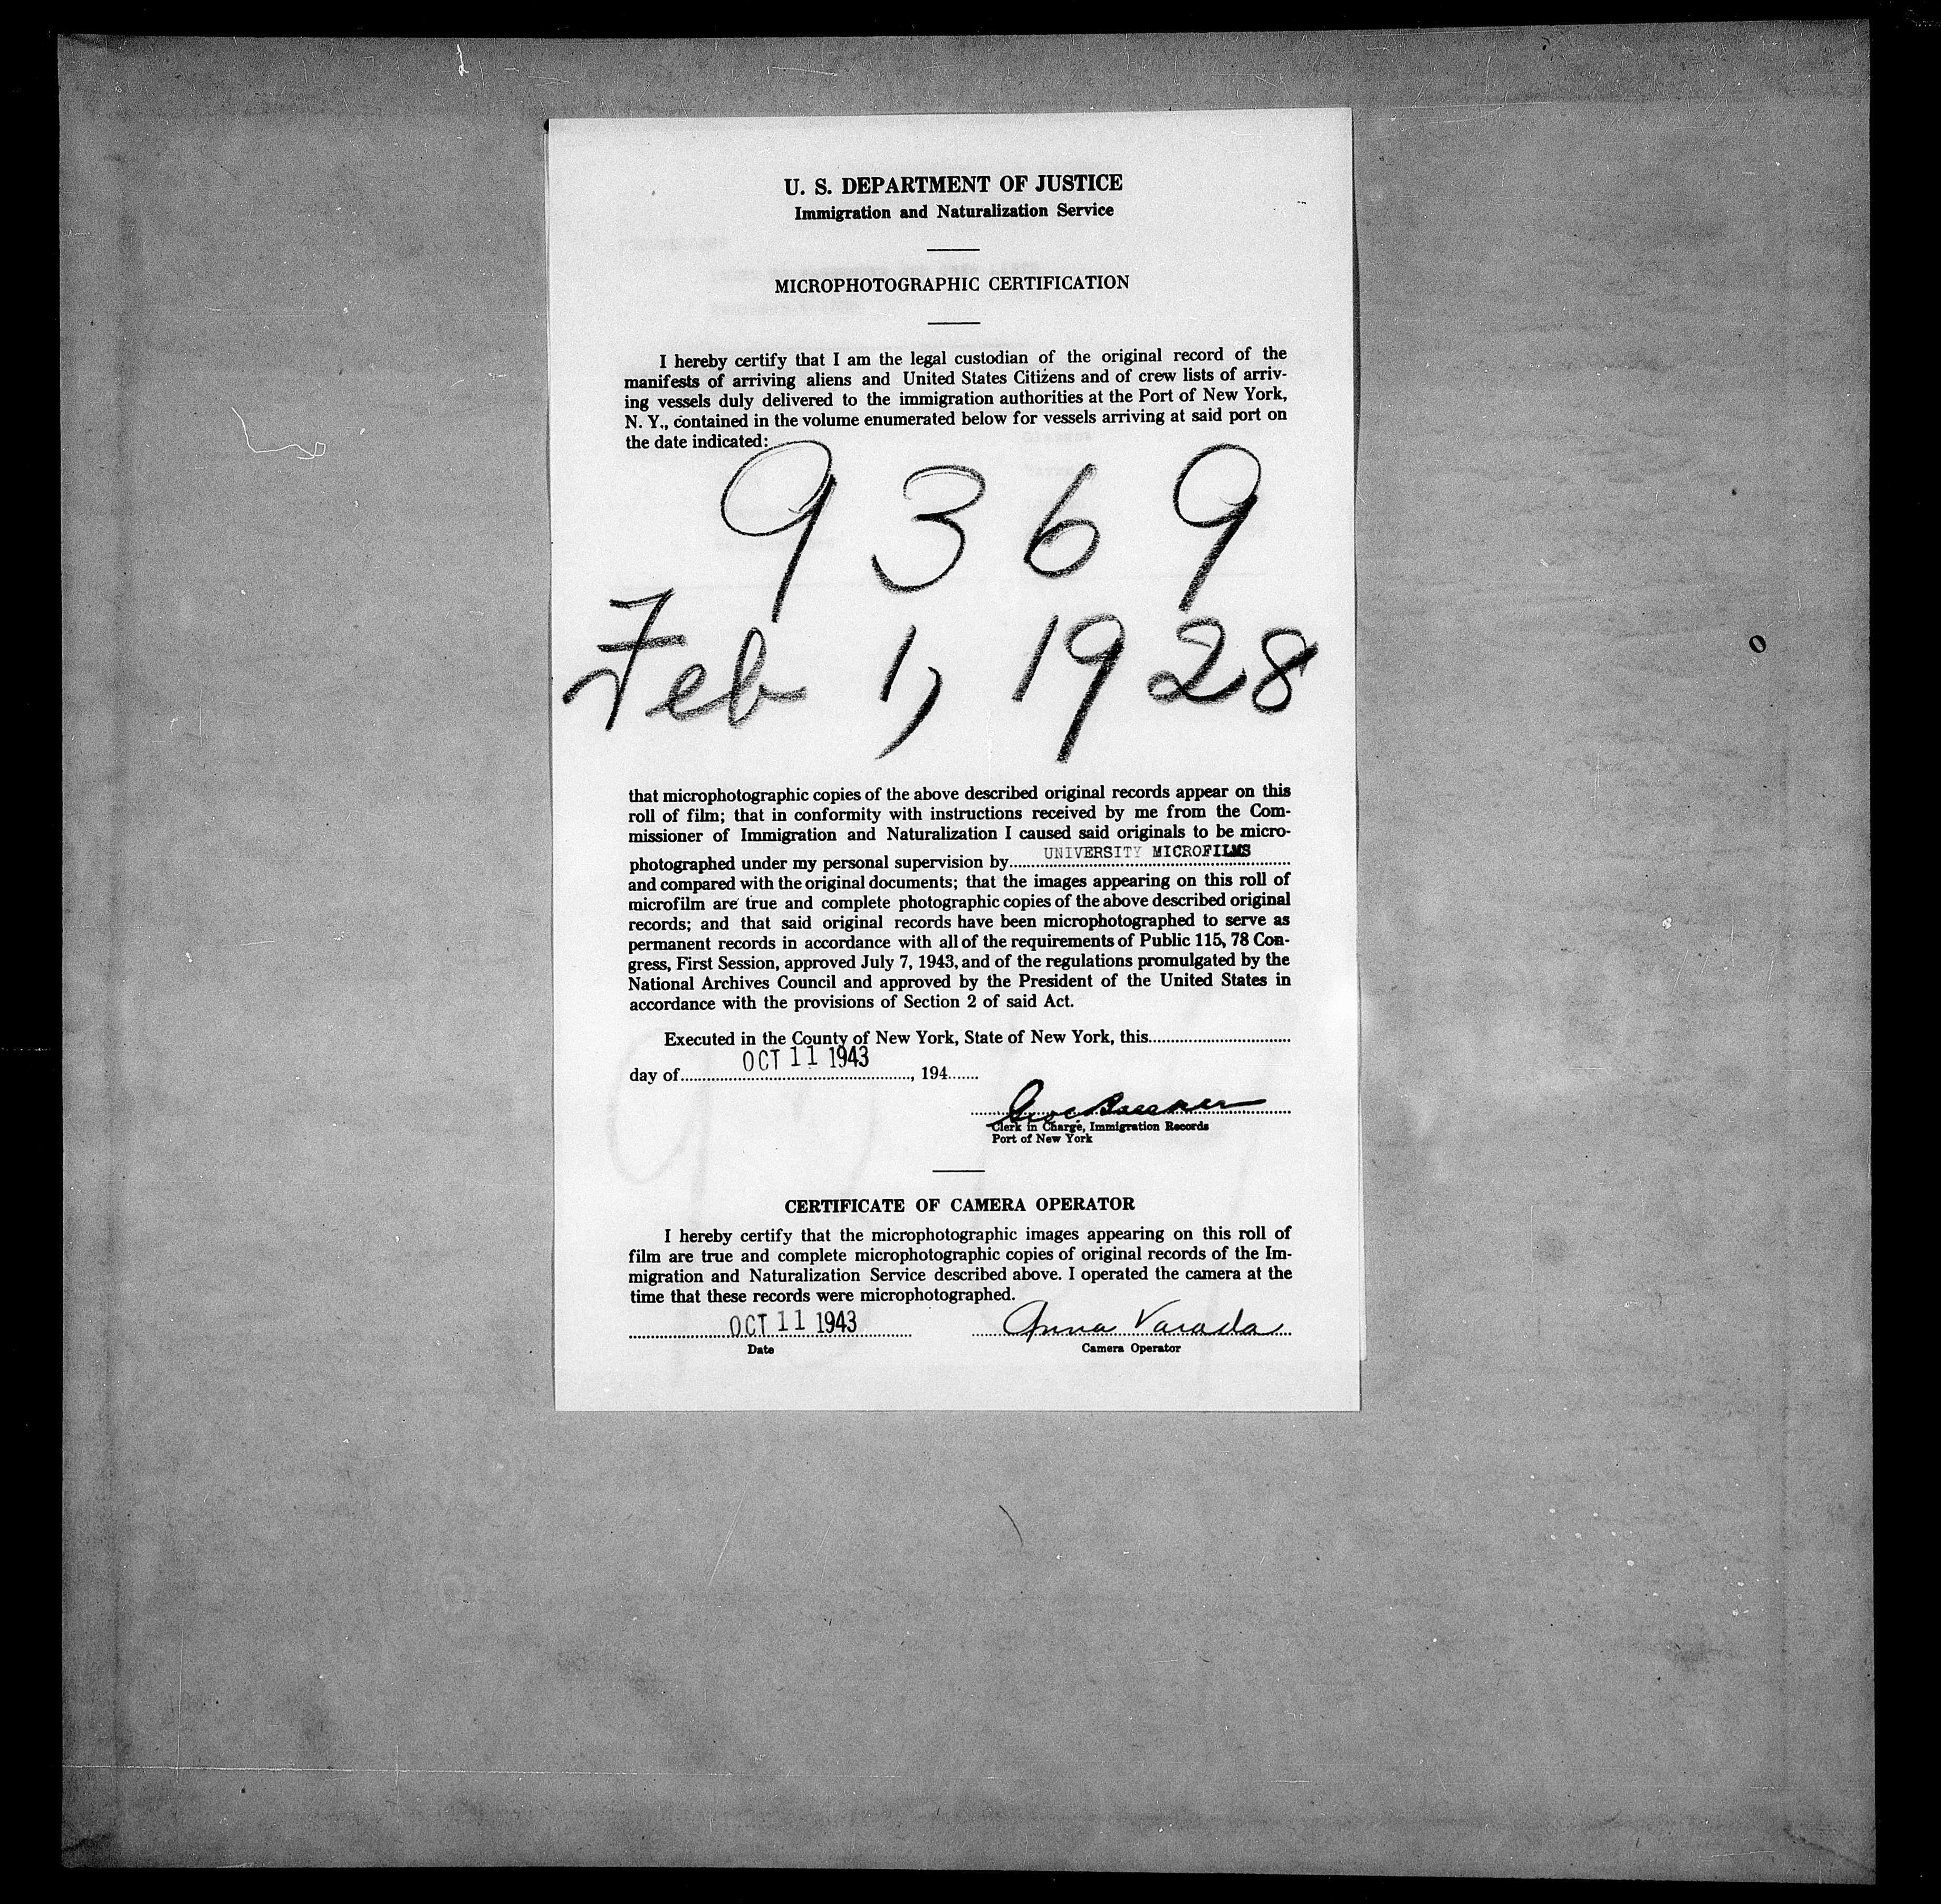 U. S. DEPARTMENT OF JUSTICE
Immigration and Naturalization Service
MICROPHOTOGRAPHIC CERTIFICATION
I hereby certify that I am the legal custodian of the original record of the
manifests of arriving aliens and United States Citizens and of crew lists of arriv-
ing vessels duly delivered to the immigration authorities at the Port of New York,
N. Y., contained in the volume enumerated below for vessels arriving at said port on
the date indicated:
9369
Feb 1, 1928
that microphotographic copies of the above described original records appear on this
roll of film; that in conformity with instructions received by me from the Com-
missioner of Immigration and Naturalization I caused said originals to be micro-
photographed under my personal supervision by UNIVERSITY MICROFILMS
and compared with the original documents; that the images appearing on this roll of
microfilm are true and complete photographic copies of the above described original
records; and that said original records have been microphotographed to serve as
permanent records in accordance with all of the requirements of Public 115, 78 Con-
gress, First Session, approved July 7, 1943, and of the regulations promulgated by the
National Archives Council and approved by the President of the United States in
accordance with the provisions of Section 2 of said Act.
Executed in the County of New York, State of New York, this
day of OCT 11 1943, 194
Clerk in Charge, Immigration Records
Port of New York
CERTIFICATE OF CAMERA OPERATOR
I hereby certify that the microphotographic images appearing on this roll of
film are true and complete microphotographic copies of original records of the Im-
migration and Naturalization Service described above. I operated the camera at the
time that these records were microphotographed.
OCT 11 1943 Anna Varada
Date Camera Operator